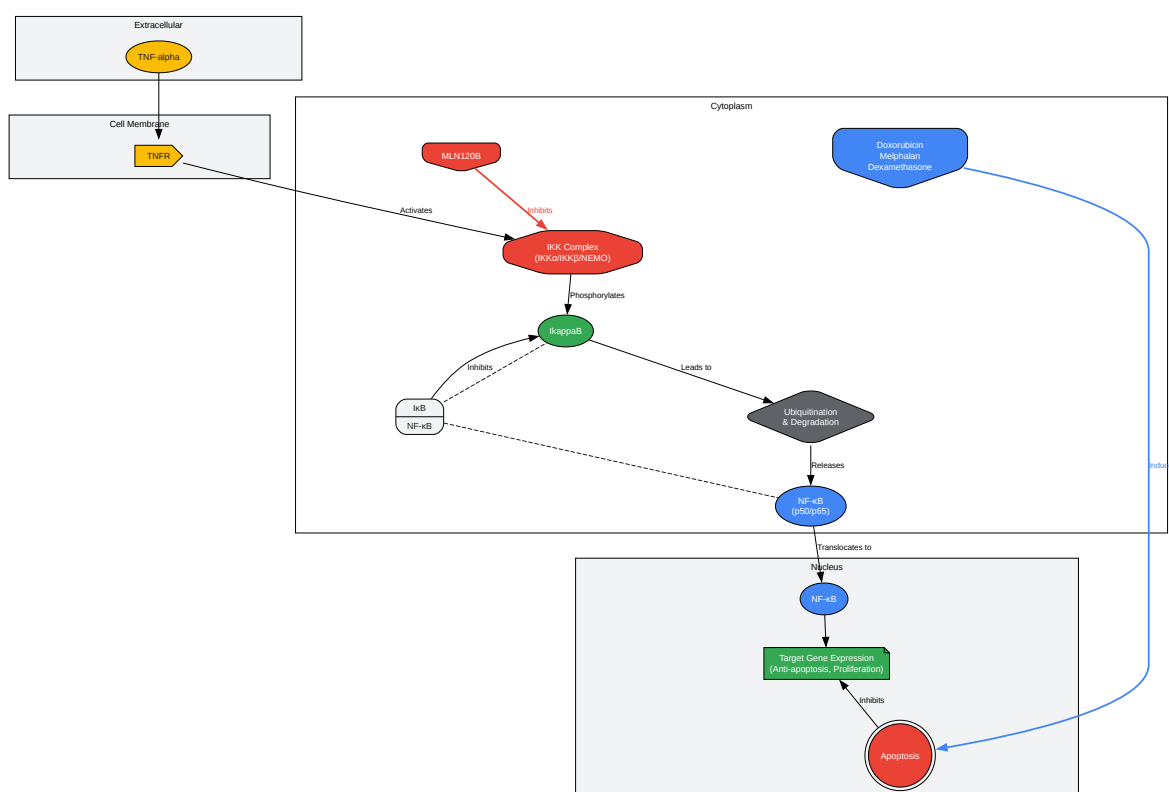 Extracellular
TNF-alpha
Cell Membrane
TNFR
Cytoplasm
MLN120B
Doxorubicin
Melphalan
Dexamethasone
Inhibits
Activates
IKK Complex
(IKKα/IKKβ/NEMO)
Phosphorylates
IkappaB
Inhibits
Leads to
IκB
NF-κB
Ubiquitination
& Degradation
Releases
Induc
NF-κB
(p50/p65)
Translocates to
Nucleus
NF-κB
Target Gene Expression
(Anti-apoptosis, Proliferation)
Inhibits
Apoptosis